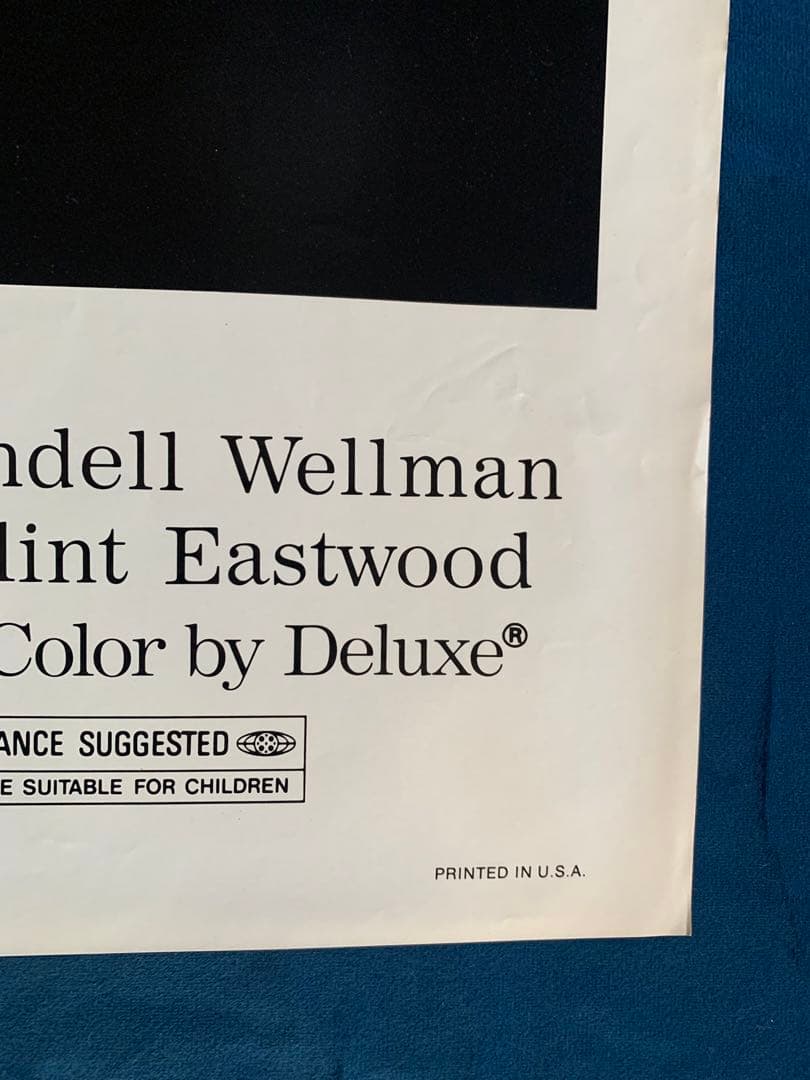 ndell Wellman
lint Eastwood
Color by Deluxe®
ANCE SUGGESTED
E SUITABLE FOR CHILDREN
PRINTED IN U.S.A.